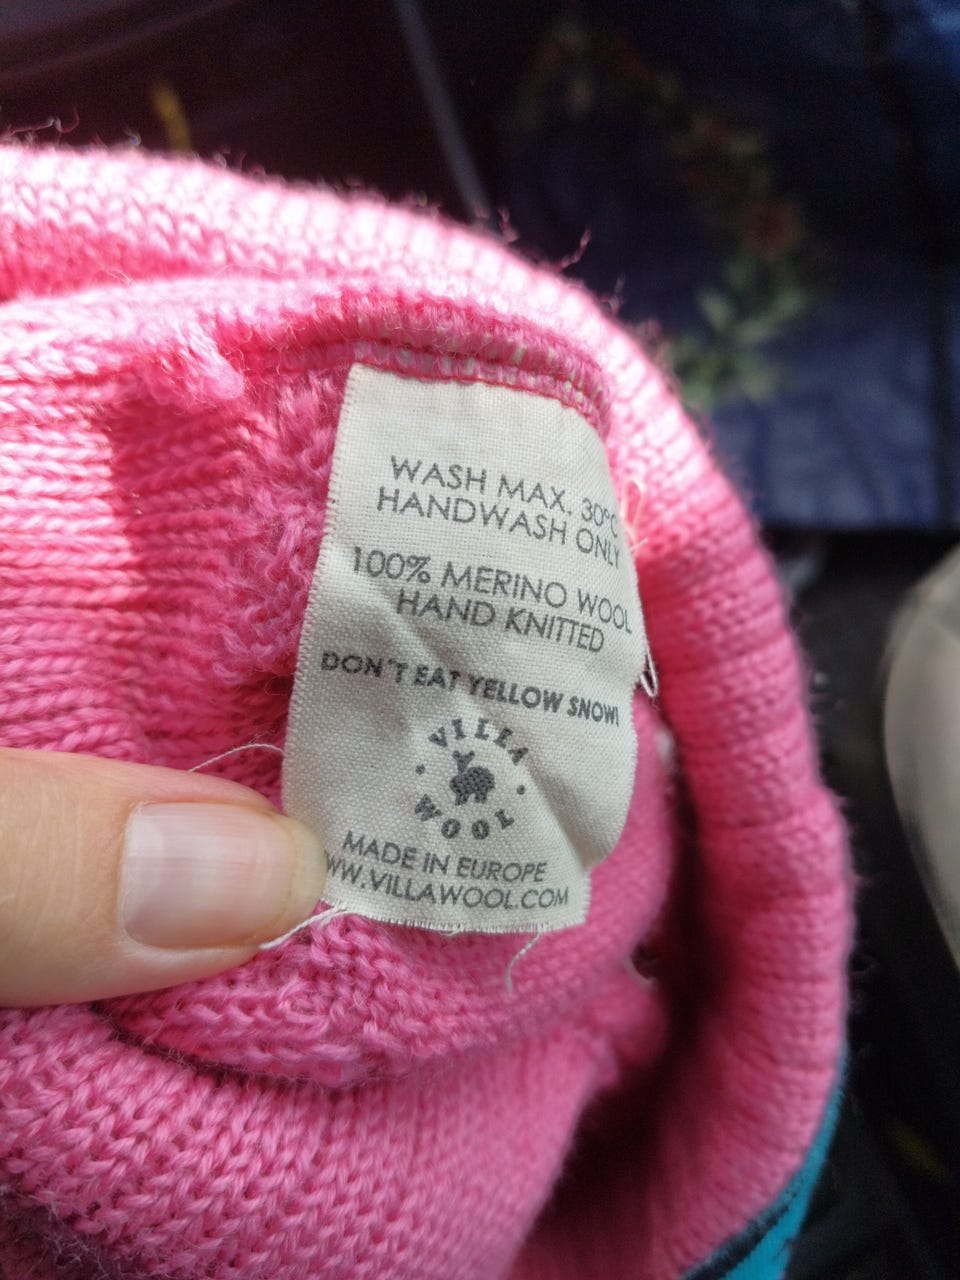 WASH MAX. 30°C
HANDWASH ONLY
100% MERINO WOOL
HAND KNITTED
DON'T EAT YELLOW SNOW!
VILLA
WOOL
MADE IN EUROPE
WW.VILLAWOOL.COM